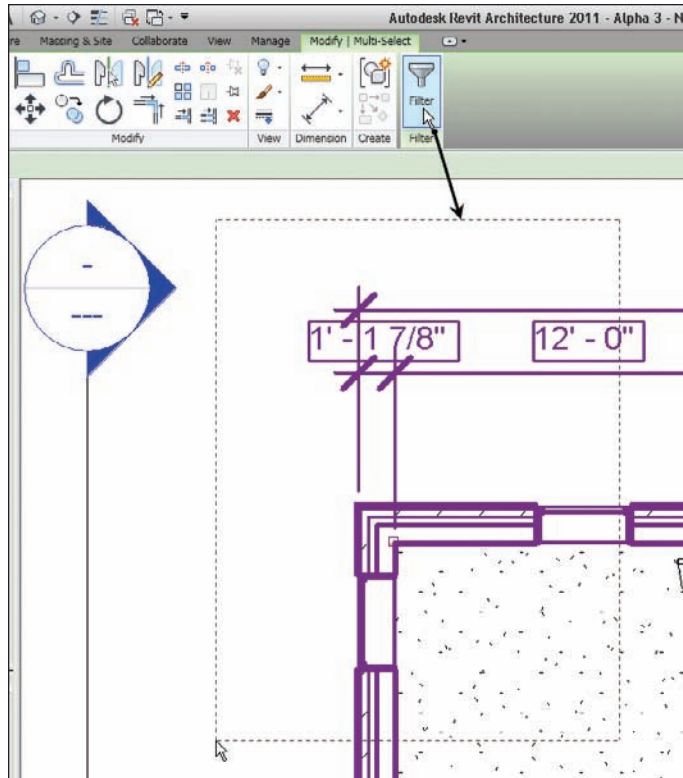 Autodesk Revit Architecture 2011 - Alpha 3 - N
re Massing & Site Collaborate View Manage Modify | Multi-Select
Filter
Modify View Dimension Create Filter
-
---
1' - 1 7/8" 12' - 0"